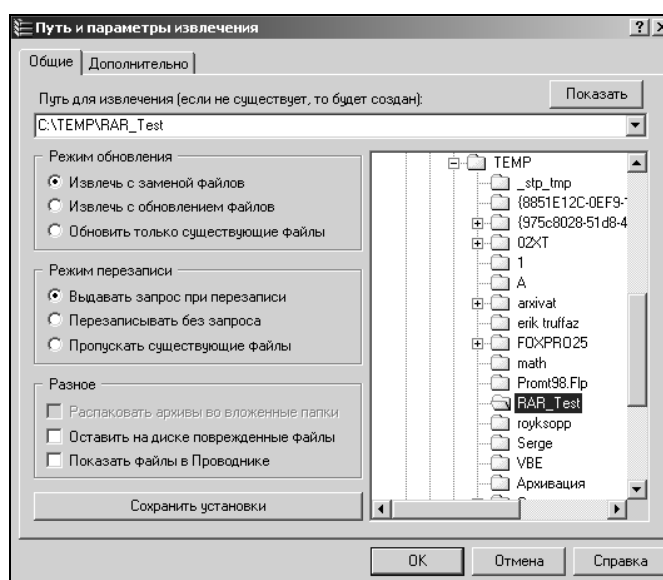 Путь и параметры извлечения
Общие
Дополнительно
Путь для извлечения (если не существует, то будет создан):
Показать
C:\TEMP\RAR_Test
Режим обновления
Извлечь с заменой файлов
Извлечь с обновлением файлов
Обновить только существующие файлы
Режим перезаписи
Выдавать запрос при перезаписи
Перезаписывать без запроса
Пропускать существующие файлы
Разное
Распаковать архивы во вложенные папки
Оставить на диске поврежденные файлы
Показать файлы в Проводнике
Сохранить установки
TEMP
_stp_tmp
{8851E12C-0EF9-
{975c8028-51d8-4
02XT
1
A
arxivat
erik truffaz
FOXPRO25
math
Promt98.Flp
RAR_Test
royksopp
Serge
VBE
Архивация
OK
Отмена
Справка